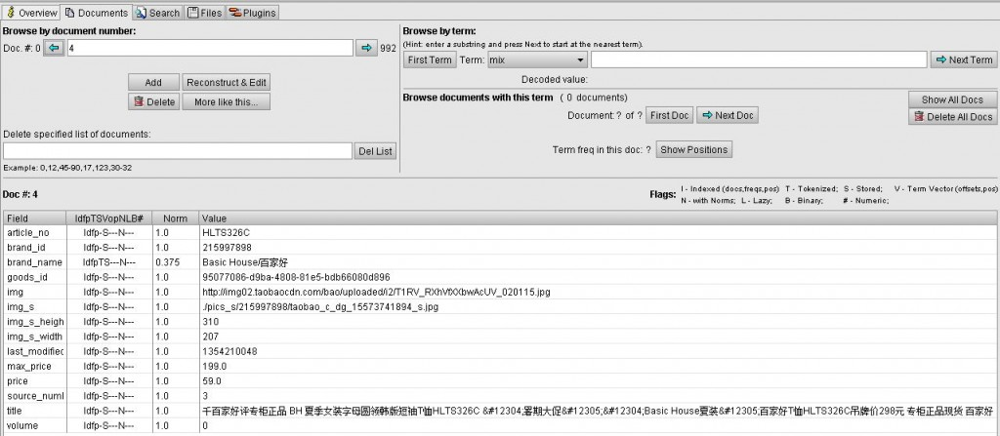 Overview Documents Search Files Plugins
Browse by document number:
Doc. #: 0 4 992
Add Reconstruct & Edit
Delete More like this...
Delete specified list of documents:
Del List
Example: 0,12,45-90,17,123,30-32
Browse by term:
(Hint: enter a substring and press Next to start at the nearest term).
First Term Term: mix Next Term
Decoded value:
Browse documents with this term ( 0 documents)
Show All Docs
Document: ? of ? First Doc Next Doc
Delete All Docs
Term freq in this doc: ? Show Positions
Doc #: 4
Flags: I - Indexed (docs,freqs,pos) T - Tokenized; S - Stored; V - Term Vector (offsets,pos)
N - with Norms; L - Lazy; B - Binary; # - Numeric;
Field IdfpTSVopNLB# Norm Value
article_no Idfp-S---N--- 1.0 HLTS326C
brand_id Idfp-S---N--- 1.0 215997898
brand_name IdfpTS---N--- 0.375 Basic House/百家好
goods_id Idfp-S---N--- 1.0 95077086-d9ba-4808-81e5-bdb66080d896
img Idfp-S---N--- 1.0 http://img02.taobaocdn.com/bao/uploaded/i2/T1RV_RXhVfXXbwAcUV_020115.jpg
img_s Idfp-S---N--- 1.0 ./pics_s/215997898/taobao_c_dg_15573741894_s.jpg
img_s_heigh Idfp-S---N--- 1.0 310
img_s_width Idfp-S---N--- 1.0 207
last_modified Idfp-S---N--- 1.0 1354210048
max_price Idfp-S---N--- 1.0 199.0
price Idfp-S---N--- 1.0 59.0
source_numl Idfp-S---N--- 1.0 3
title Idfp-S---N--- 1.0 千百家好评专柜正品 BH 夏季女装字母圆领韩版短袖T恤HLTS326C &#12304;暑期大促&#12305;&#12304;Basic House夏装&#12305;百家好T恤HLTS326C吊牌价298元 专柜正品现货 百家好
volume Idfp-S---N--- 1.0 0